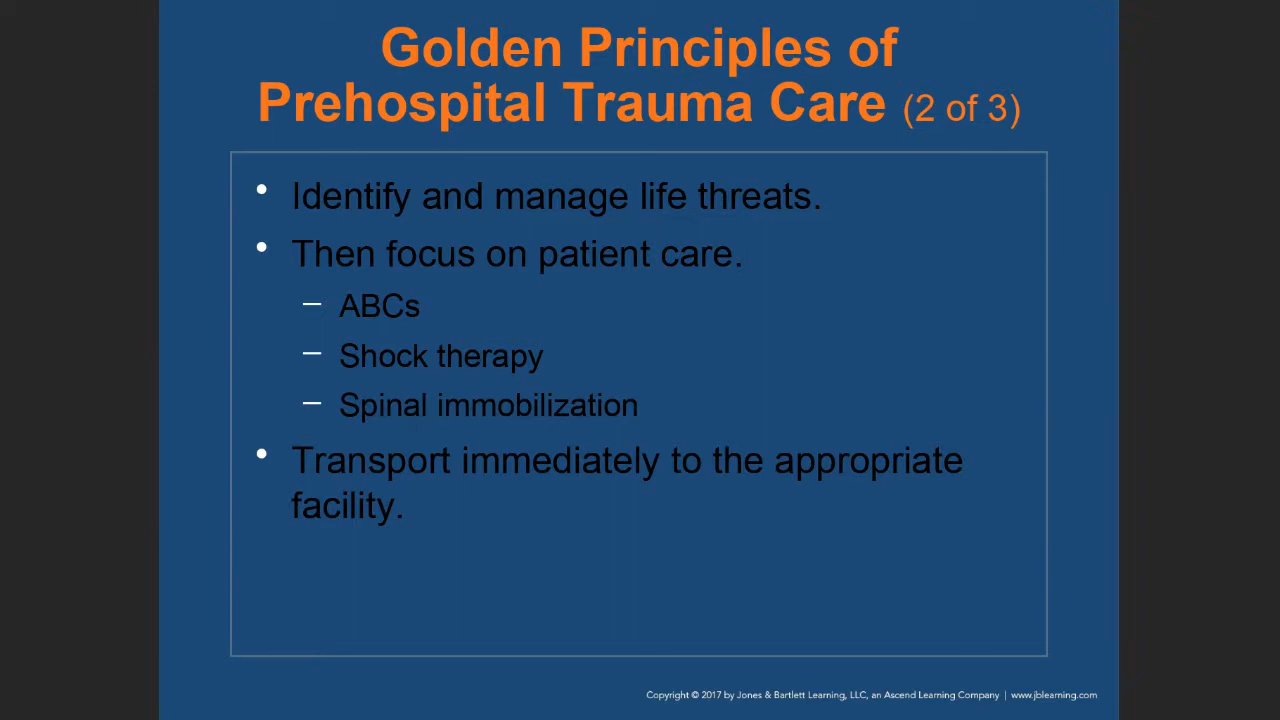 Golden Principles of
Prehospital Trauma Care (2 of 3)
• Identify and manage life threats.
• Then focus on patient care.
– ABCs
– Shock therapy
– Spinal immobilization
• Transport immediately to the appropriate
facility.
Copyright © 2017 by Jones & Bartlett Learning, LLC, an Ascend Learning Company | www.jblearning.com